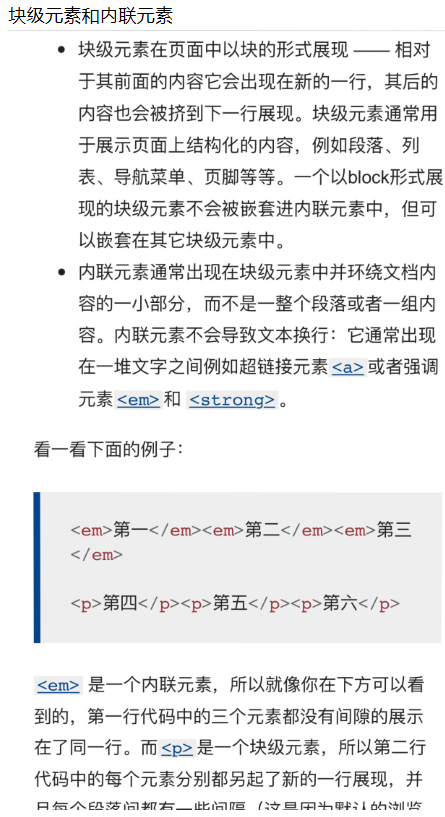 块级元素和内联元素
• 块级元素在页面中以块的形式展现 —— 相对
于其前面的内容它会出现在新的一行，其后的
内容也会被挤到下一行展现。块级元素通常用
于展示页面上结构化的内容，例如段落、列
表、导航菜单、页脚等等。一个以block形式展
现的块级元素不会被嵌套进内联元素中，但可
以嵌套在其它块级元素中。
• 内联元素通常出现在块级元素中并环绕文档内
容的一小部分，而不是一整个段落或者一组内
容。内联元素不会导致文本换行：它通常出现
在一堆文字之间例如超链接元素<a>或者强调
元素<em>和 <strong>。
看一看下面的例子：
<em>第一</em><em>第二</em><em>第三
</em>
<p>第四</p><p>第五</p><p>第六</p>
<em> 是一个内联元素，所以就像你在下方可以看
到的，第一行代码中的三个元素都没有间隙的展示
在了同一行。而<p>是一个块级元素，所以第二行
代码中的每个元素分别都另起了新的一行展现，并
且每个段落间都有一些间隔（这是因为默认的浏览